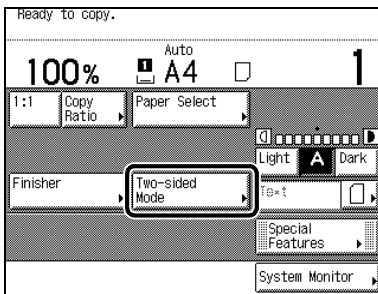 Ready to copy.
Auto
100% 1 A4 1
1:1 Copy Ratio Paper Select
Light A Dark
Finisher Two-sided Mode Text
Special Features
System Monitor